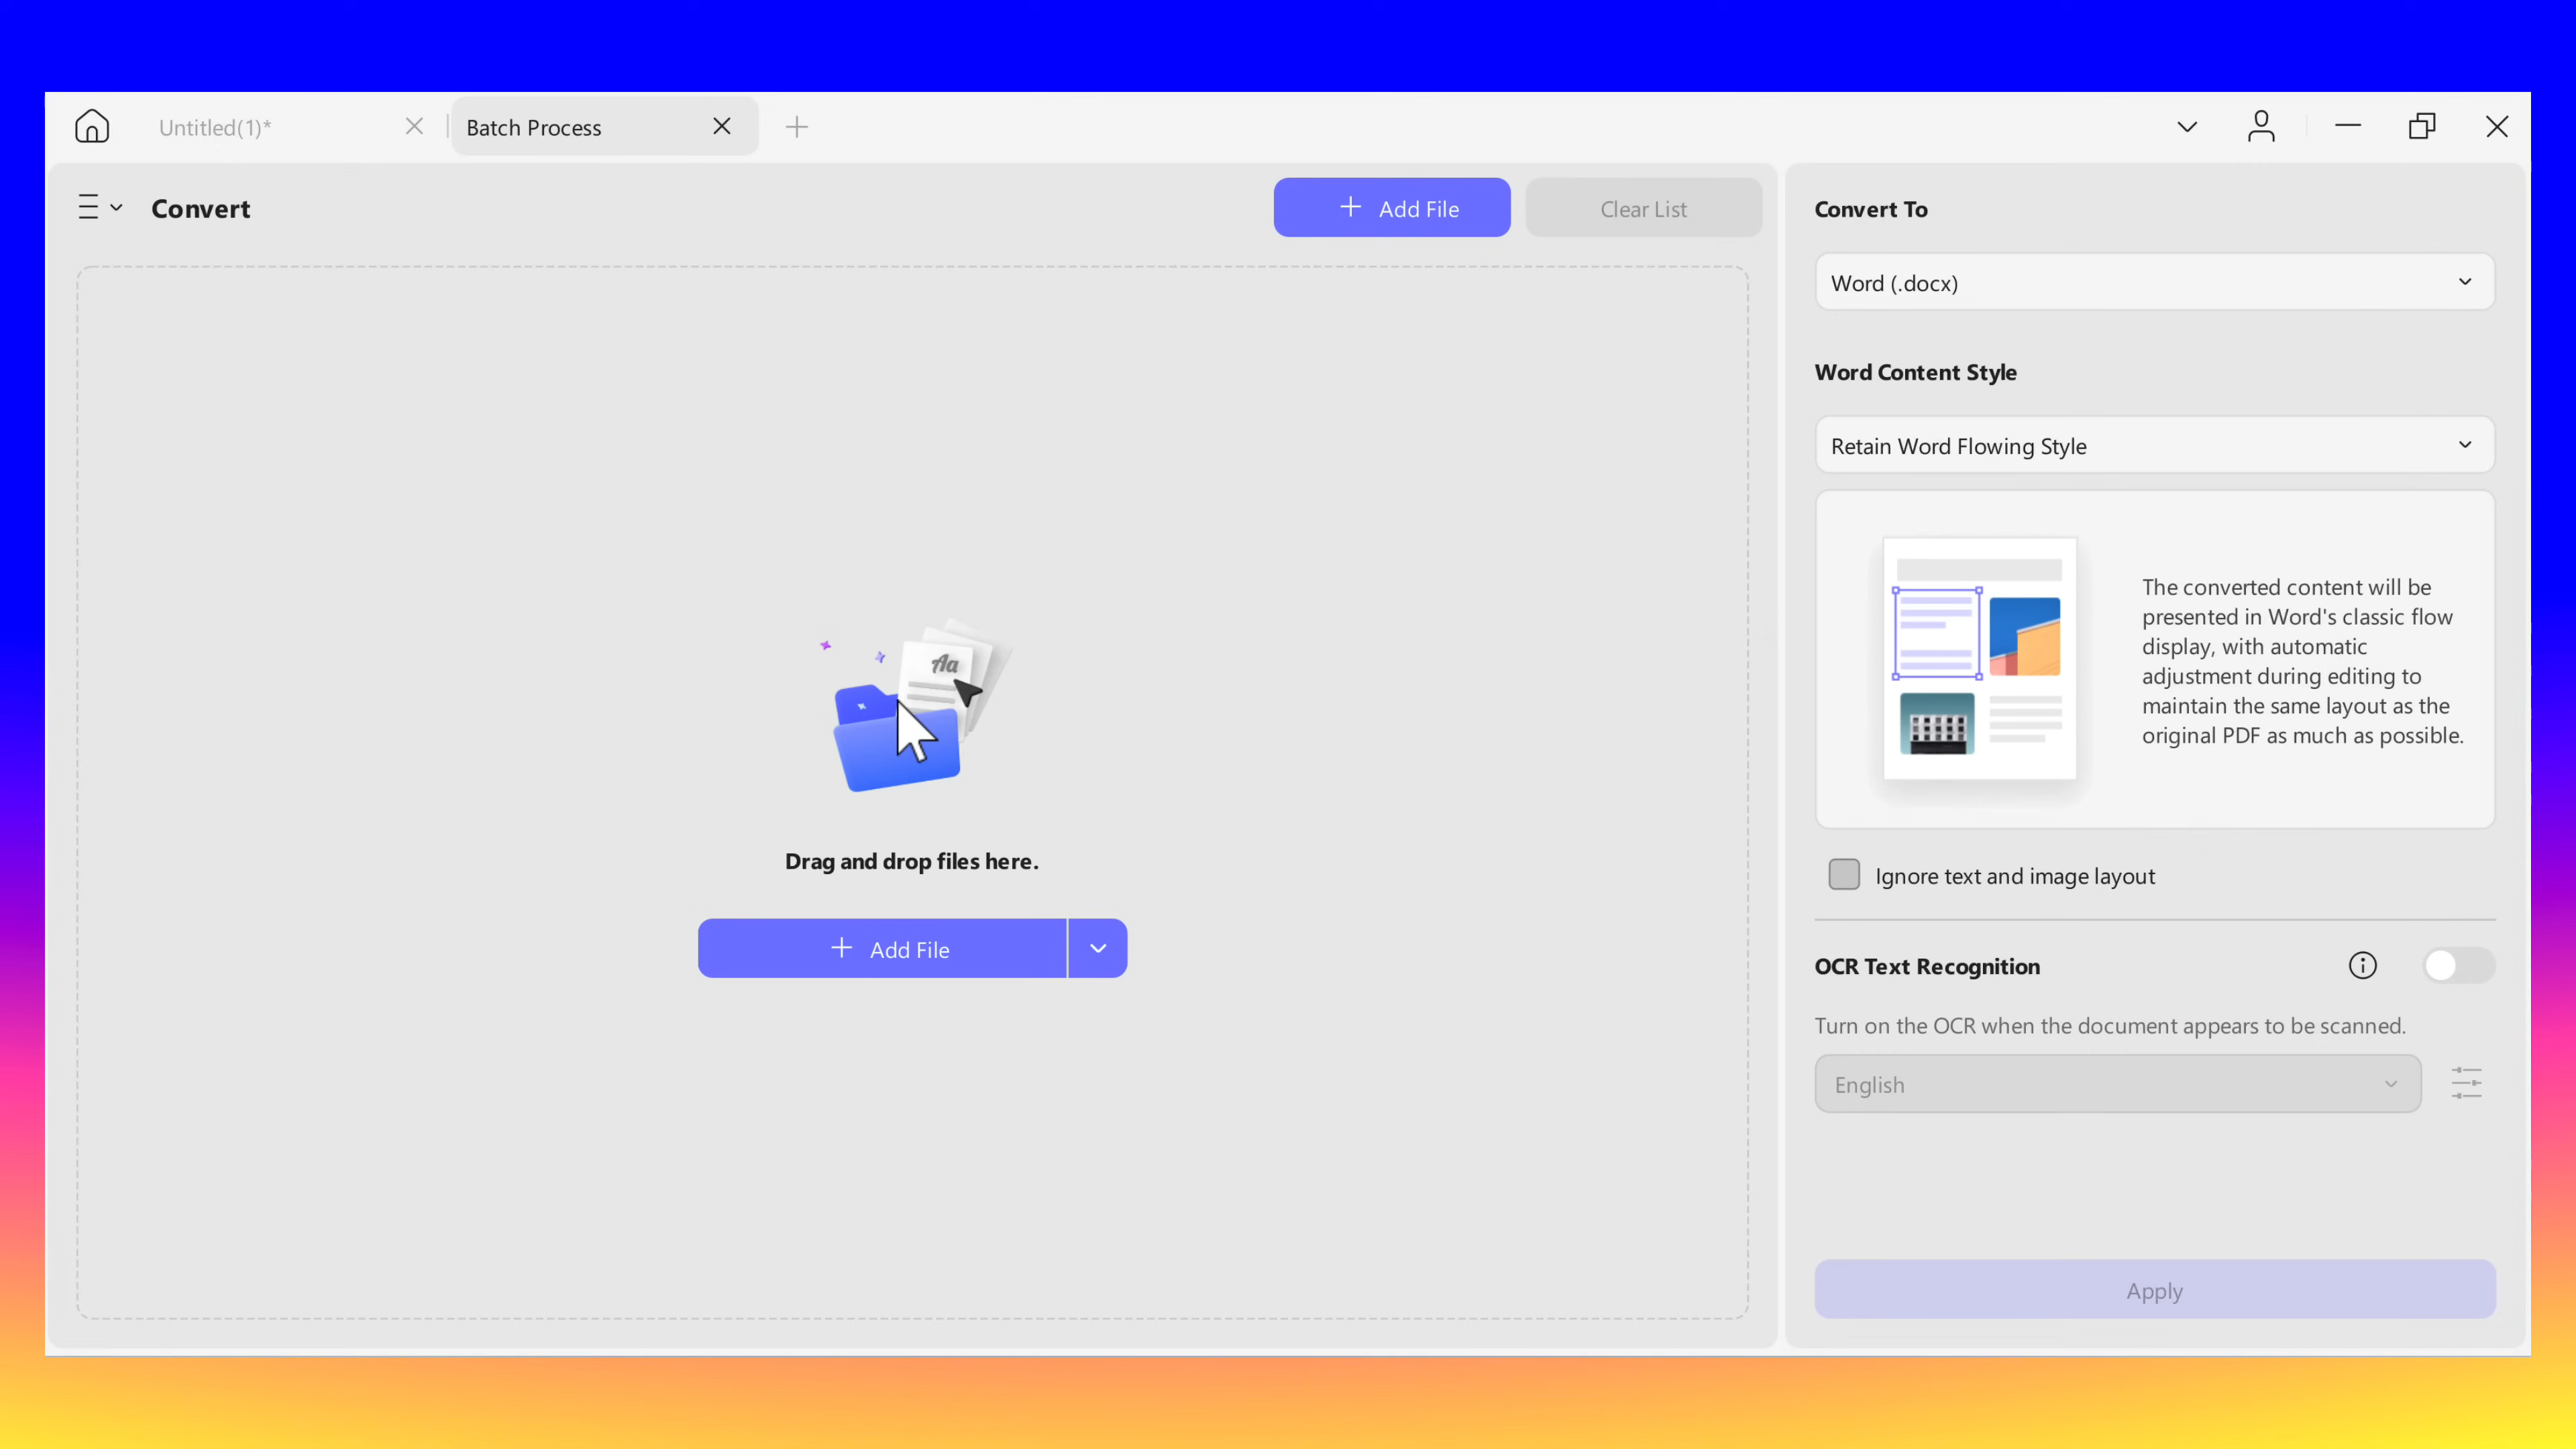 Untitled(1)*
Batch Process
Convert
Add File
Clear List
Aa
Drag and drop files here.
Add File
Convert To
Word (.docx)
Word Content Style
Retain Word Flowing Style
The converted content will be
presented in Word's classic flow
display, with automatic
adjustment during editing to
maintain the same layout as the
original PDF as much as possible.
Ignore text and image layout
OCR Text Recognition
Turn on the OCR when the document appears to be scanned.
English
Apply